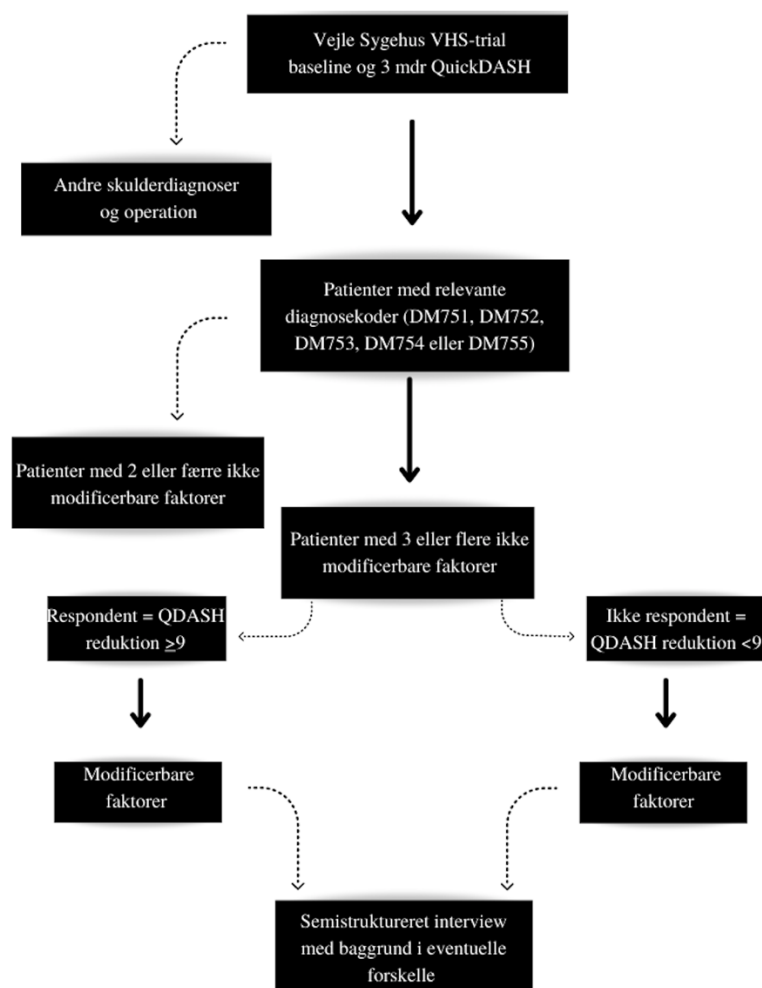 Vejle Sygehus VHS-trial
baseline og 3 mdr QuickDASH
Andre skulderdiagnoser
og operation
Patienter med relevante
diagnosekoder (DM751, DM752,
DM753, DM754 eller DM755)
Patienter med 2 eller færre ikke
modificerbare faktorer
Patienter med 3 eller flere ikke
modificerbare faktorer
Respondent = QDASH
reduktion ≥9
Ikke respondent =
QDASH reduktion <9
Modificerbare
faktorer
Modificerbare
faktorer
Semistruktureret interview
med baggrund i eventuelle
forskelle